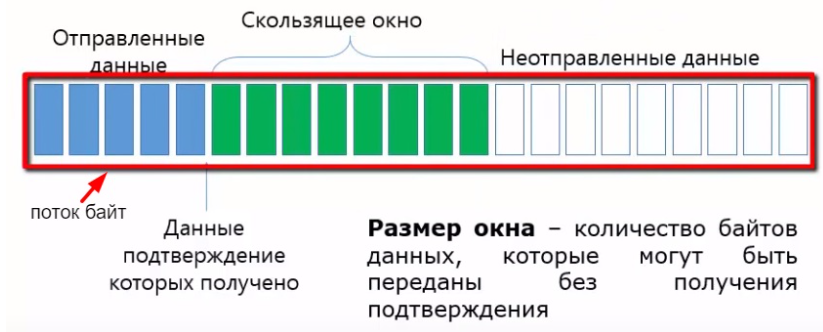 Скользящее окно
Отправленные
данные
Неотправленные данные
поток байт
Данные
подтверждение
которых получено
Размер окна – количество байтов
данных, которые могут быть
переданы без получения
подтверждения